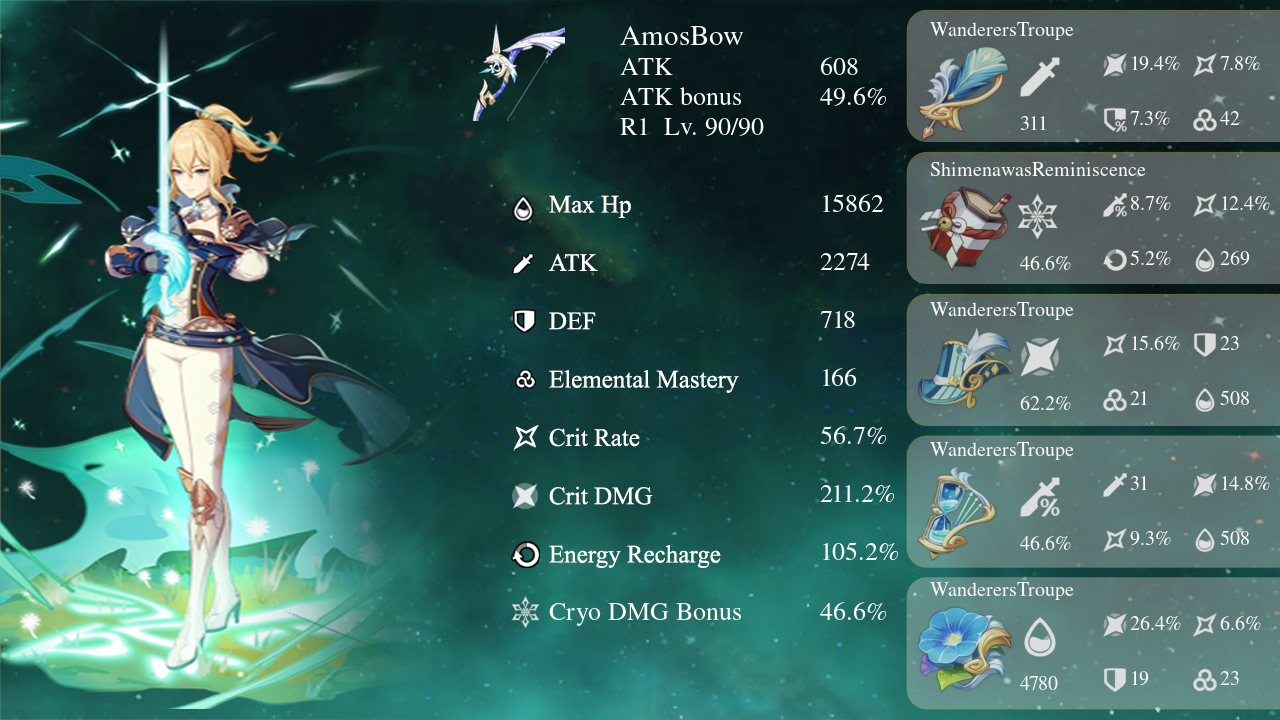 AmosBow
ATK 608
ATK bonus 49.6%
R1 Lv. 90/90
Max Hp 15862
ATK 2274
DEF 718
Elemental Mastery 166
Crit Rate 56.7%
Crit DMG 211.2%
Energy Recharge 105.2%
Cryo DMG Bonus 46.6%
WanderersTroupe
19.4% 7.8%
311
7.3% 42
ShimenawasReminiscence
8.7% 12.4%
46.6%
5.2% 269
WanderersTroupe
15.6% 23
62.2%
21 508
WanderersTroupe
31 14.8%
46.6%
9.3% 508
WanderersTroupe
26.4% 6.6%
4780
19 23